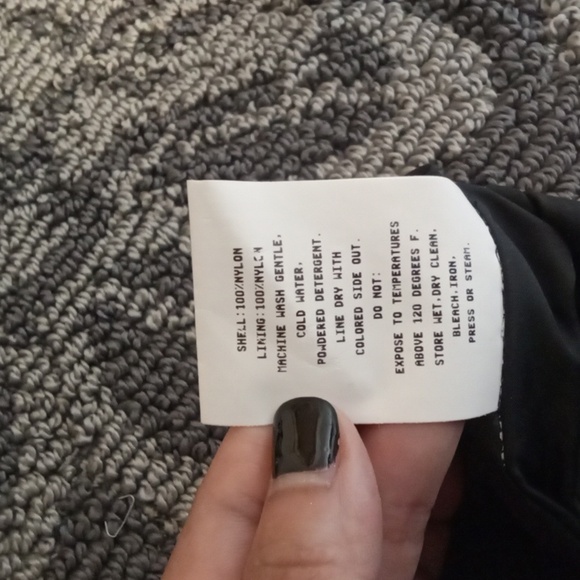 SHELL:100%NYLON
LINING:100%NYLON
MACHINE WASH GENTLE,
COLD WATER,
POWDERED DETERGENT.
LINE DRY WITH
COLORED SIDE OUT.
DO NOT:
EXPOSE TO TEMPERATURES
ABOVE 120 DEGREES F.
STORE WET,DRY CLEAN,
BLEACH,IRON,
PRESS OR STEAM.